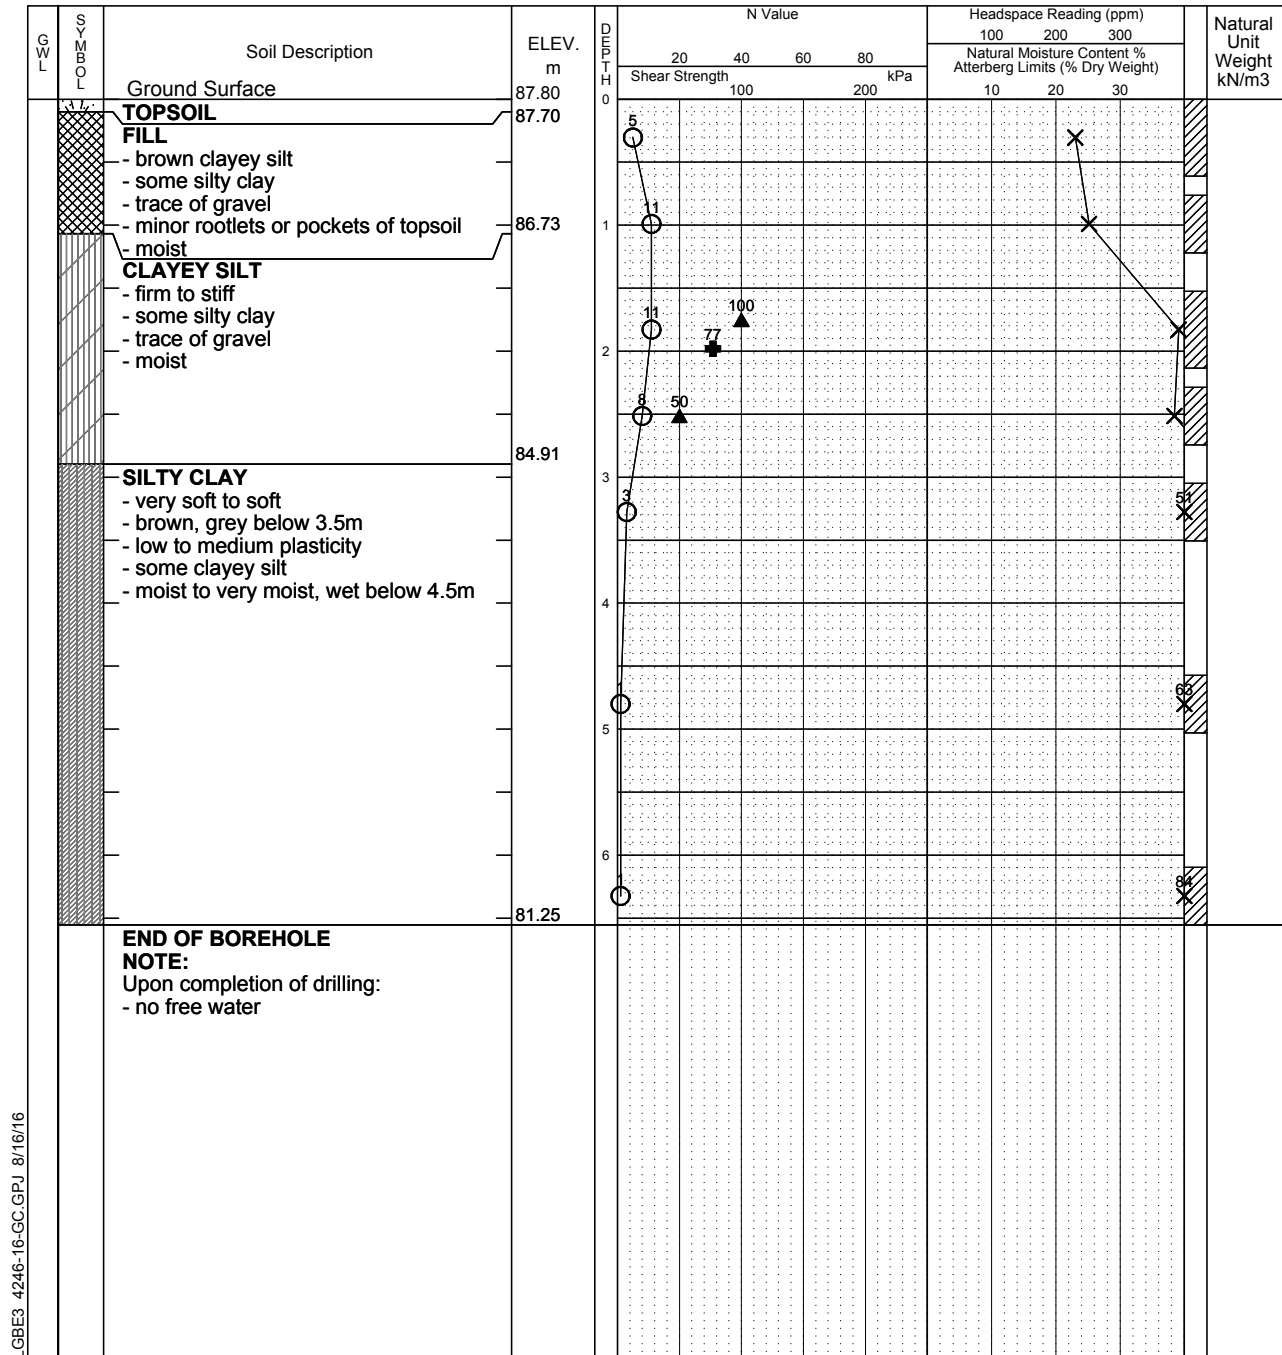 GWL
SYMBOL
Soil Description
Ground Surface
ELEV.
m
DEPTH
N Value
20 40 60 80
Shear Strength kPa
100 200
Headspace Reading (ppm)
100 200 300
Natural Moisture Content %
Atterberg Limits (% Dry Weight)
10 20 30
Natural
Unit
Weight
kN/m3
87.80
0
TOPSOIL
87.70
FILL
- brown clayey silt
- some silty clay
- trace of gravel
- minor rootlets or pockets of topsoil
86.73
- moist
CLAYEY SILT
- firm to stiff
- some silty clay
- trace of gravel
- moist
84.91
SILTY CLAY
- very soft to soft
- brown, grey below 3.5m
- low to medium plasticity
- some clayey silt
- moist to very moist, wet below 4.5m
81.25
END OF BOREHOLE
NOTE:
Upon completion of drilling:
- no free water
5
11
1
11
100
77
2
8
50
3
3
51
4
1
63
5
6
1
84
LGBE3 4246-16-GC.GPJ 8/16/16